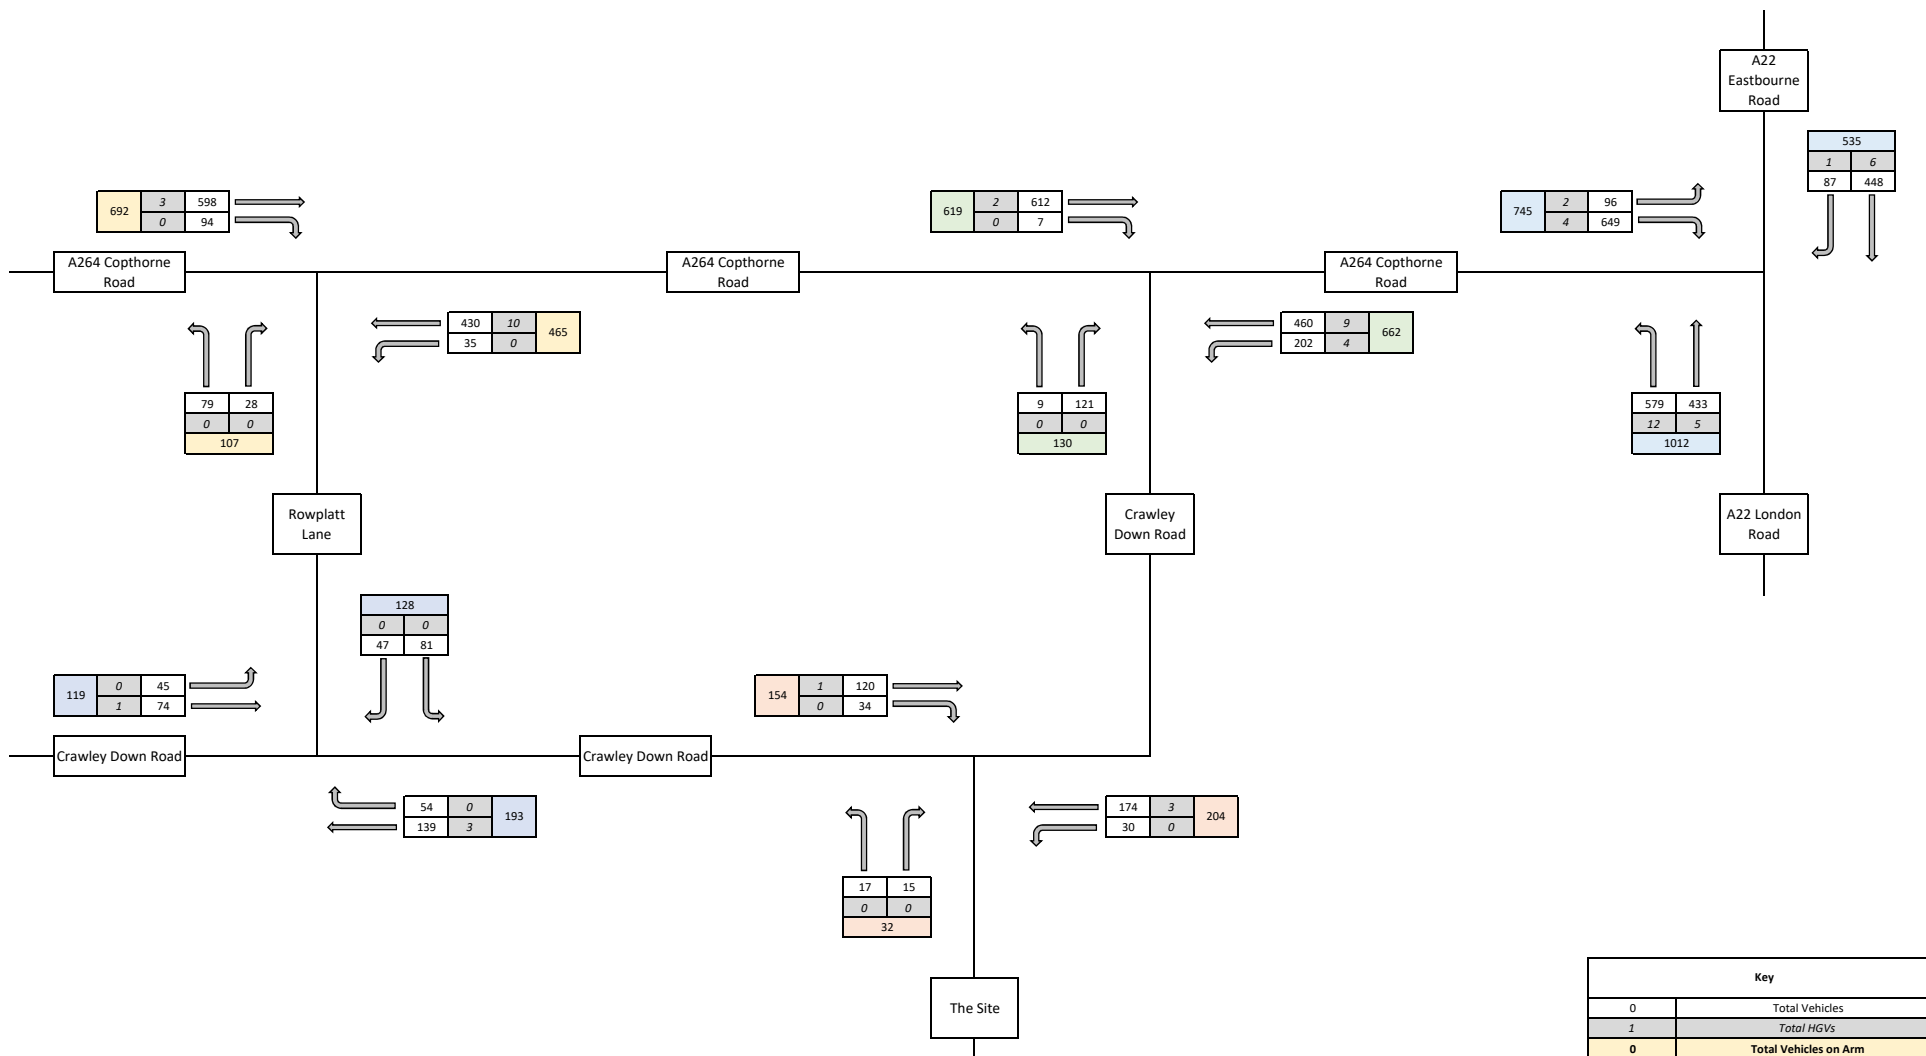 A22
Eastbourne
Road
535
1 6
87 448
692 3 598
0 94
619 2 612
0 7
745 2 96
4 649
A264 Copthorne
Road
A264 Copthorne
Road
A264 Copthorne
Road
430 10 465
35 0
460 9 662
202 4
79 28
0 0
107
9 121
0 0
130
579 433
12 5
1012
Rowplatt
Lane
Crawley
Down Road
A22 London
Road
128
0 0
47 81
119 0 45
1 74
154 1 120
0 34
Crawley Down Road
Crawley Down Road
54 0 193
139 3
174 3 204
30 0
17 15
0 0
32
The Site
Key
0 Total Vehicles
1 Total HGVs
0 Total Vehicles on Arm